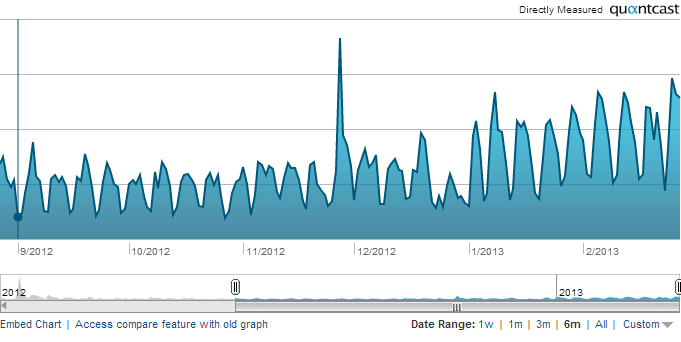 Directly Measured quantcast
9/2012 10/2012 11/2012 12/2012 1/2013 2/2013
2012 2013
Embed Chart | Access compare feature with old graph Date Range: 1w | 1m | 3m | 6m | All | Custom